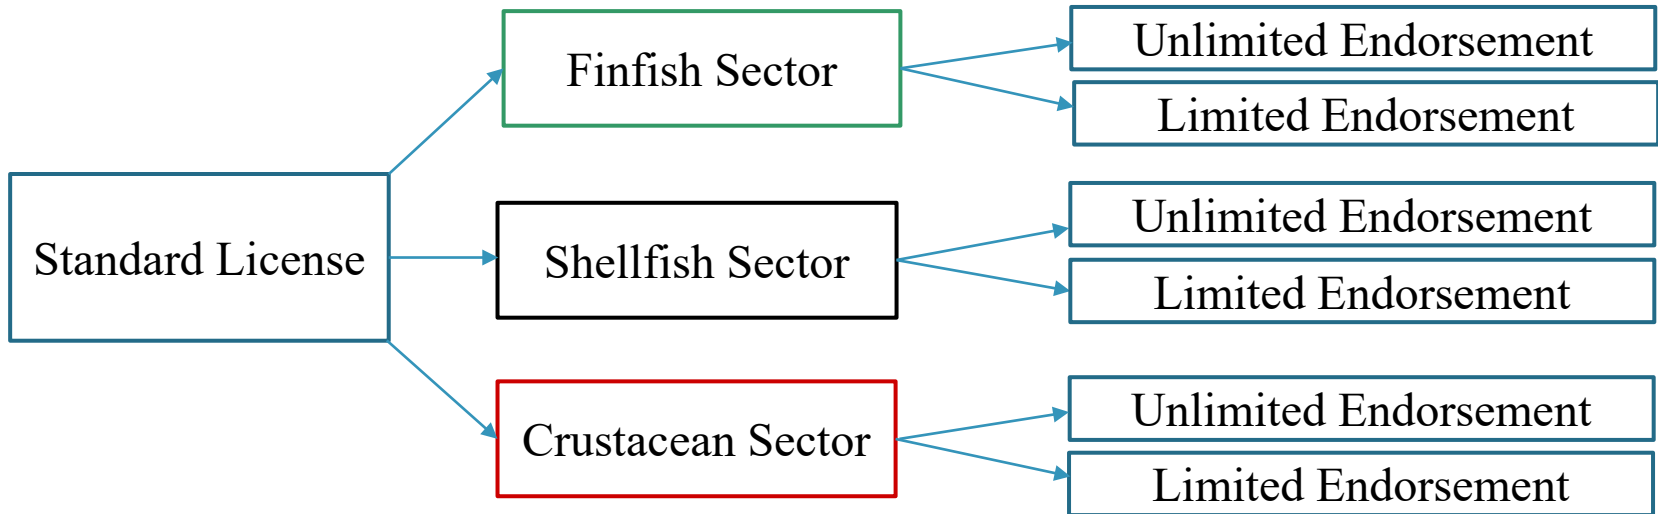 Standard License
Finfish Sector
Unlimited Endorsement
Limited Endorsement
Shellfish Sector
Unlimited Endorsement
Limited Endorsement
Crustacean Sector
Unlimited Endorsement
Limited Endorsement